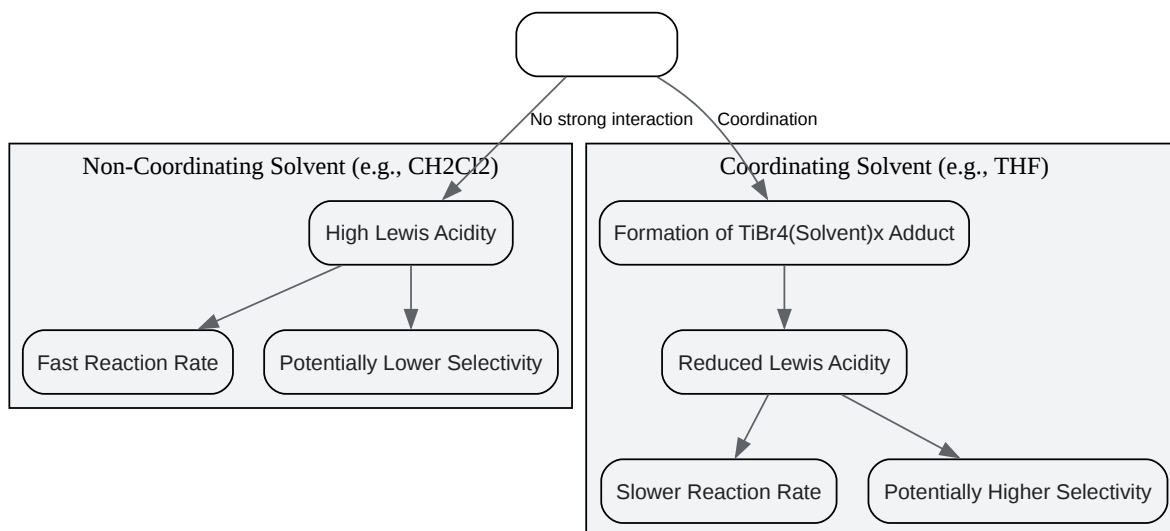 No strong interaction
Coordination
Non-Coordinating Solvent (e.g., CH2Cl2)
High Lewis Acidity
Fast Reaction Rate
Potentially Lower Selectivity
Coordinating Solvent (e.g., THF)
Formation of TiBr4(Solvent)x Adduct
Reduced Lewis Acidity
Slower Reaction Rate
Potentially Higher Selectivity